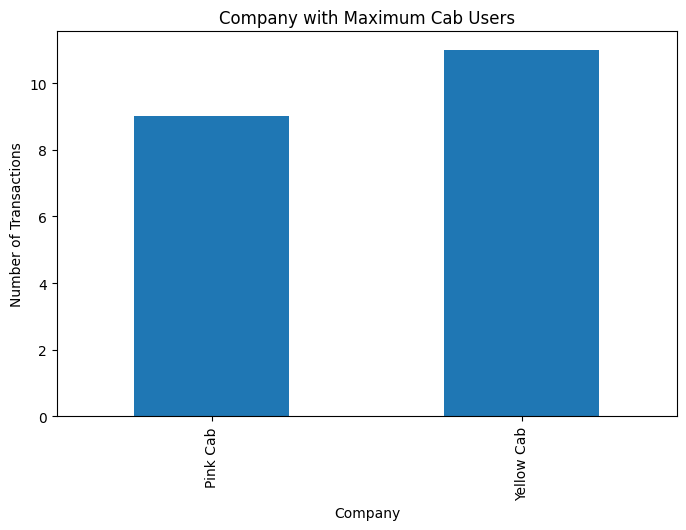 Company with Maximum Cab Users
Number of Transactions
10
8
6
4
2
0
Pink Cab
Yellow Cab
Company